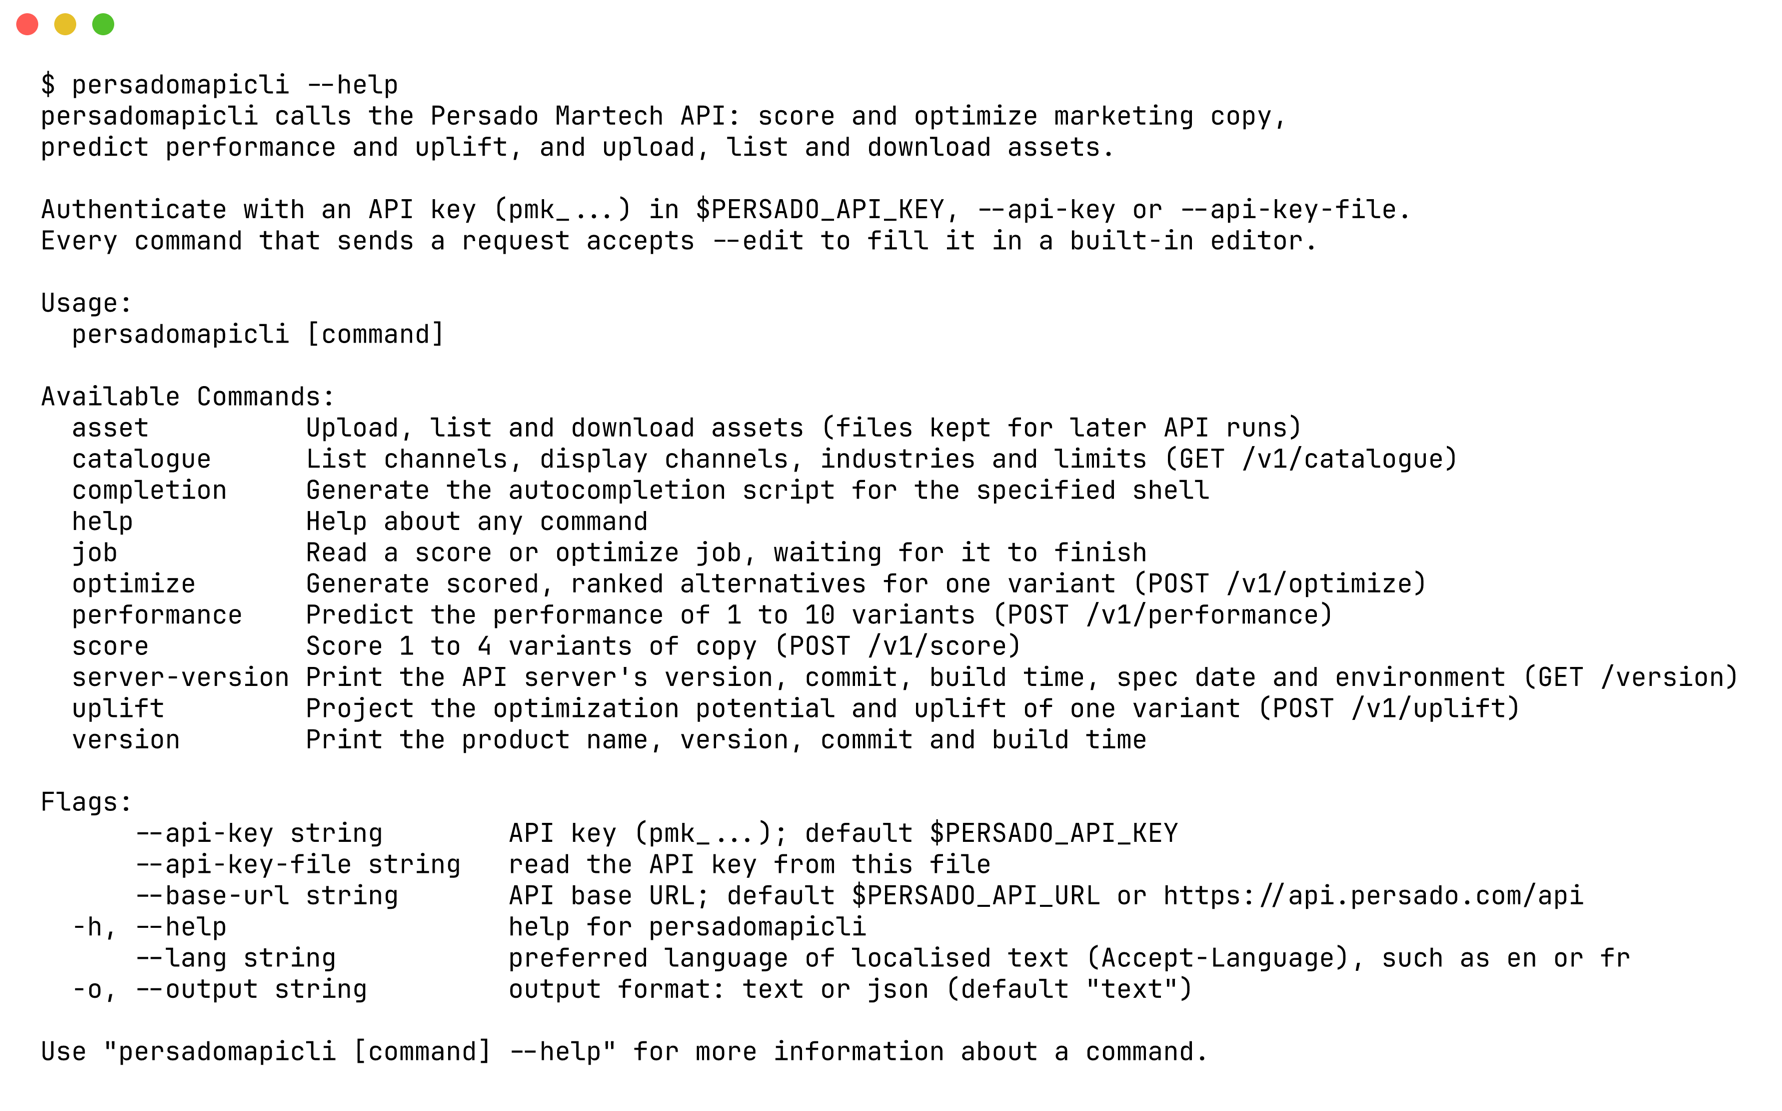 $ persadomapicli --help
persadomapicli calls the Persado Martech API: score and optimize marketing copy,
predict performance and uplift, and upload, list and download assets.

Authenticate with an API key (pmk_...) in $PERSADO_API_KEY, --api-key or --api-key-file.
Every command that sends a request accepts --edit to fill it in a built-in editor.

Usage:
  persadomapicli [command]

Available Commands:
  asset          Upload, list and download assets (files kept for later API runs)
  catalogue      List channels, display channels, industries and limits (GET /v1/catalogue)
  completion     Generate the autocompletion script for the specified shell
  help           Help about any command
  job            Read a score or optimize job, waiting for it to finish
  optimize       Generate scored, ranked alternatives for one variant (POST /v1/optimize)
  performance    Predict the performance of 1 to 10 variants (POST /v1/performance)
  score          Score 1 to 4 variants of copy (POST /v1/score)
  server-version Print the API server's version, commit, build time, spec date and environment (GET /version)
  uplift         Project the optimization potential and uplift of one variant (POST /v1/uplift)
  version        Print the product name, version, commit and build time

Flags:
      --api-key string        API key (pmk_...); default $PERSADO_API_KEY
      --api-key-file string   read the API key from this file
      --base-url string       API base URL; default $PERSADO_API_URL or https://api.persado.com/api
  -h, --help                  help for persadomapicli
      --lang string           preferred language of localised text (Accept-Language), such as en or fr
  -o, --output string         output format: text or json (default "text")

Use "persadomapicli [command] --help" for more information about a command.